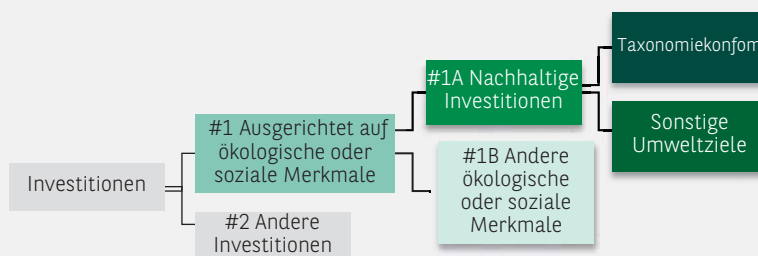 Taxonomiekonfom
#1A Nachhaltige
Investitionen
#1 Ausgerichtet auf
ökologische oder
soziale Merkmale
Sonstige
Umweltziele
#1B Andere
ökologische
oder soziale
Merkmale
Investitionen
#2 Andere
Investitionen